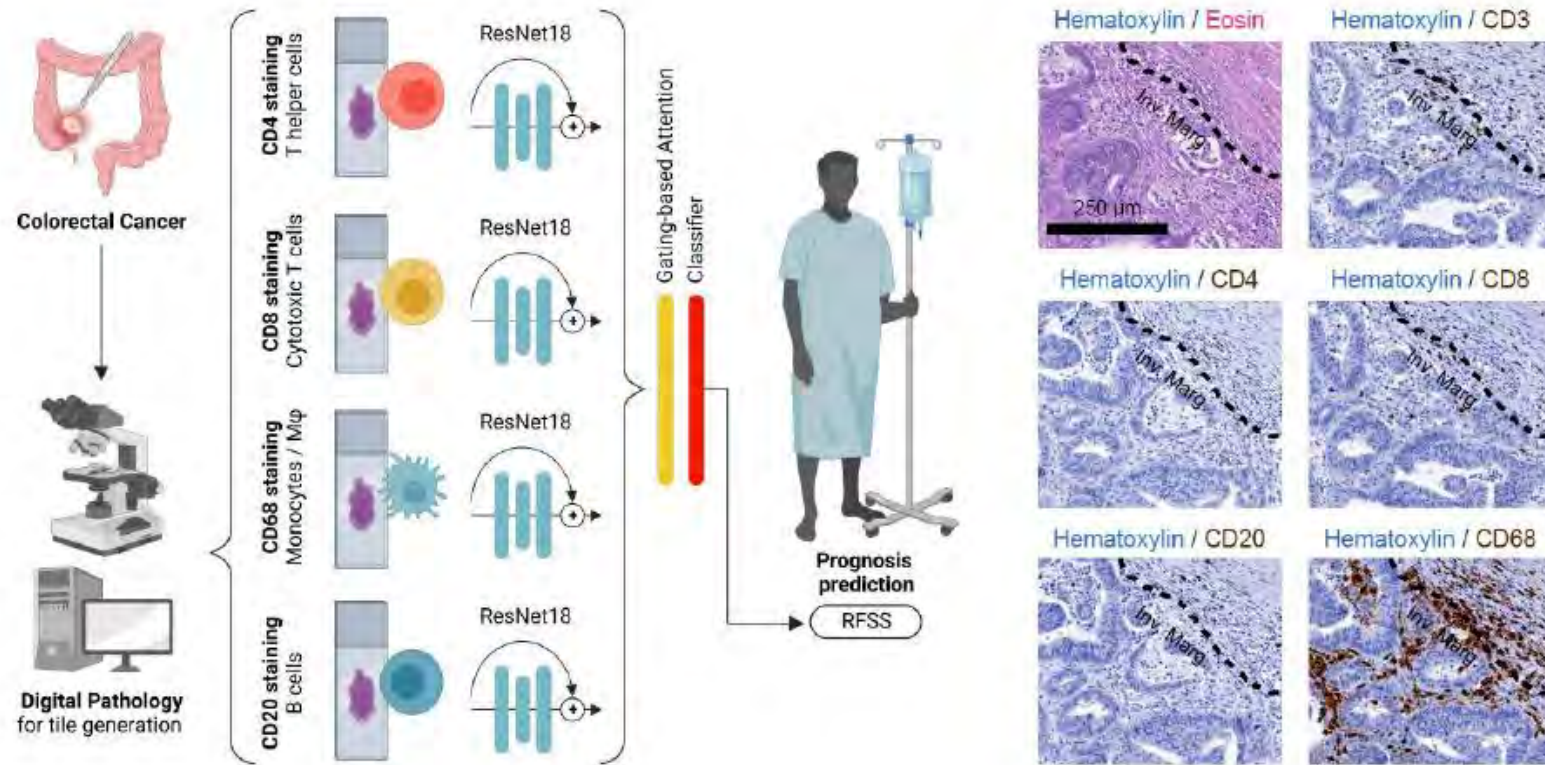 Colorectal Cancer
Digital Pathology
for tile generation
CD4 staining
T helper cells
ResNet18
CD8 staining
Cytotoxic T cells
ResNet18
CD68 staining
Monocytes / Mφ
ResNet18
CD20 staining
B cells
ResNet18
Gating-based Attention
Classifier
Prognosis
prediction
RFSS
Hematoxylin / Eosin
Inv. Marg.
250 µm
Hematoxylin / CD3
Inv. Marg.
Hematoxylin / CD4
Inv. Marg.
Hematoxylin / CD8
Inv. Marg.
Hematoxylin / CD20
Inv. Marg.
Hematoxylin / CD68
Inv. Marg.